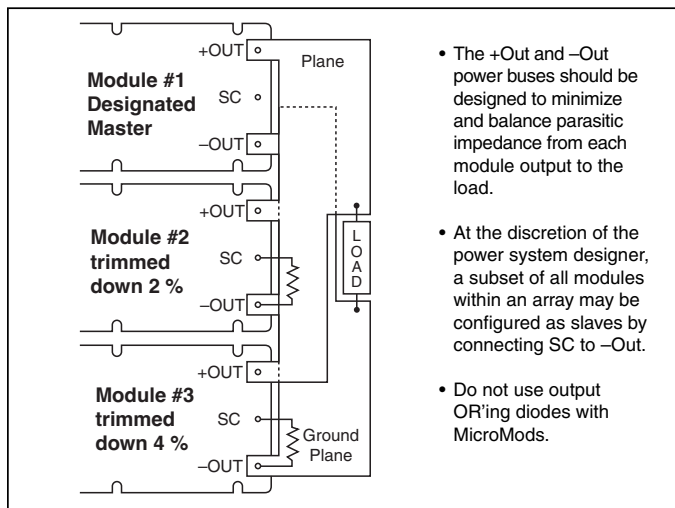 +OUT
Plane
Module #1
Designated
Master
SC
–OUT
+OUT
Module #2
trimmed
down 2 %
SC
–OUT
+OUT
Module #3
trimmed
down 4 %
SC
Ground
Plane
–OUT
LOAD
• The +Out and –Out
power buses should be
designed to minimize
and balance parasitic
impedance from each
module output to the
load.
• At the discretion of the
power system designer,
a subset of all modules
within an array may be
configured as slaves by
connecting SC to –Out.
• Do not use output
OR'ing diodes with
MicroMods.